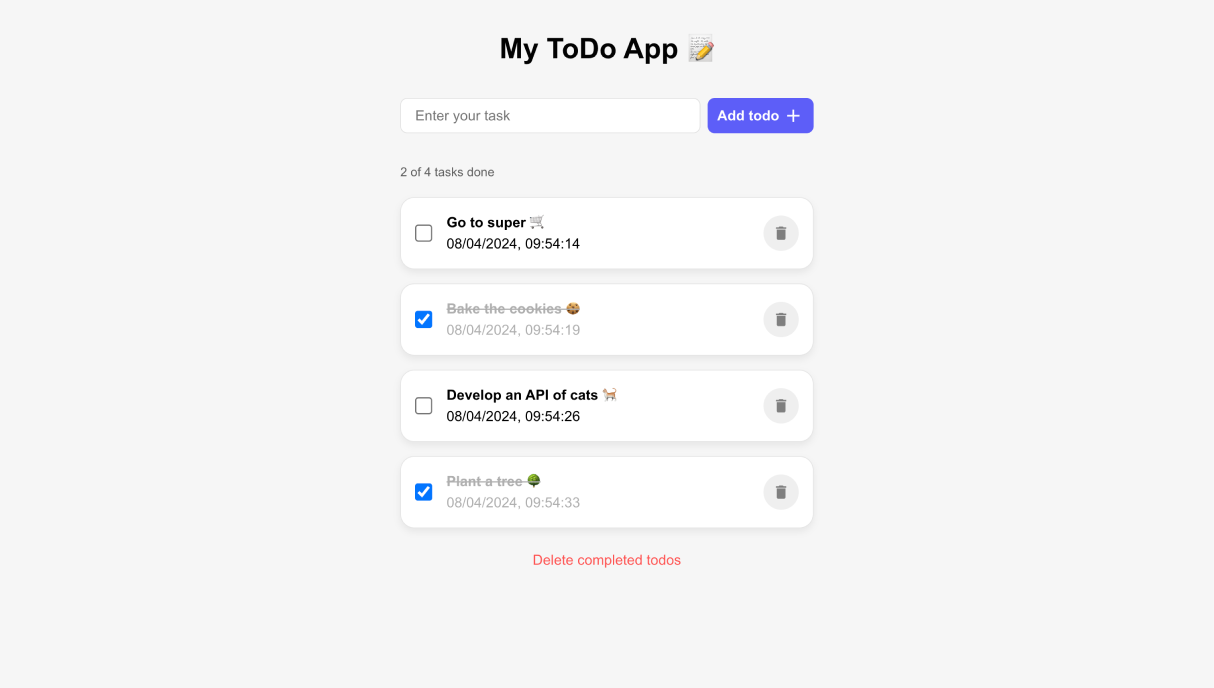 My ToDo App 📝
Enter your task
Add todo +
2 of 4 tasks done
Go to super 🛒
08/04/2024, 09:54:14
Bake the cookies 🍪
08/04/2024, 09:54:19
Develop an API of cats 🐈
08/04/2024, 09:54:26
Plant a tree 🌳
08/04/2024, 09:54:33
Delete completed todos